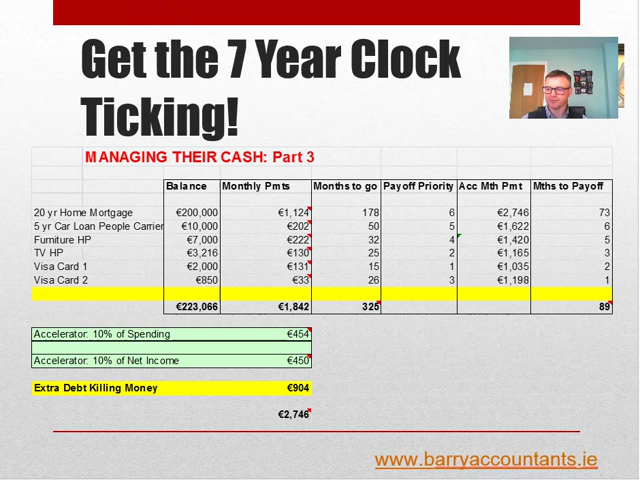 Get the 7 Year Clock
Ticking!
MANAGING THEIR CASH: Part 3
Balance Monthly Pmts Months to go Payoff Priority Acc Mth Pmt Mths to Payoff
20 yr Home Mortgage €200,000 €1,124 178 6 €2,746 73
5 yr Car Loan People Carrier €10,000 €202 50 5 €1,622 6
Furniture HP €7,000 €222 32 4 €1,420 5
TV HP €3,216 €130 25 2 €1,165 3
Visa Card 1 €2,000 €131 15 1 €1,035 2
Visa Card 2 €850 €33 26 3 €1,198 1
€223,066 €1,842 325 89
Accelerator: 10% of Spending €454
Accelerator: 10% of Net Income €450
Extra Debt Killing Money €904
€2,746
www.barryaccountants.ie